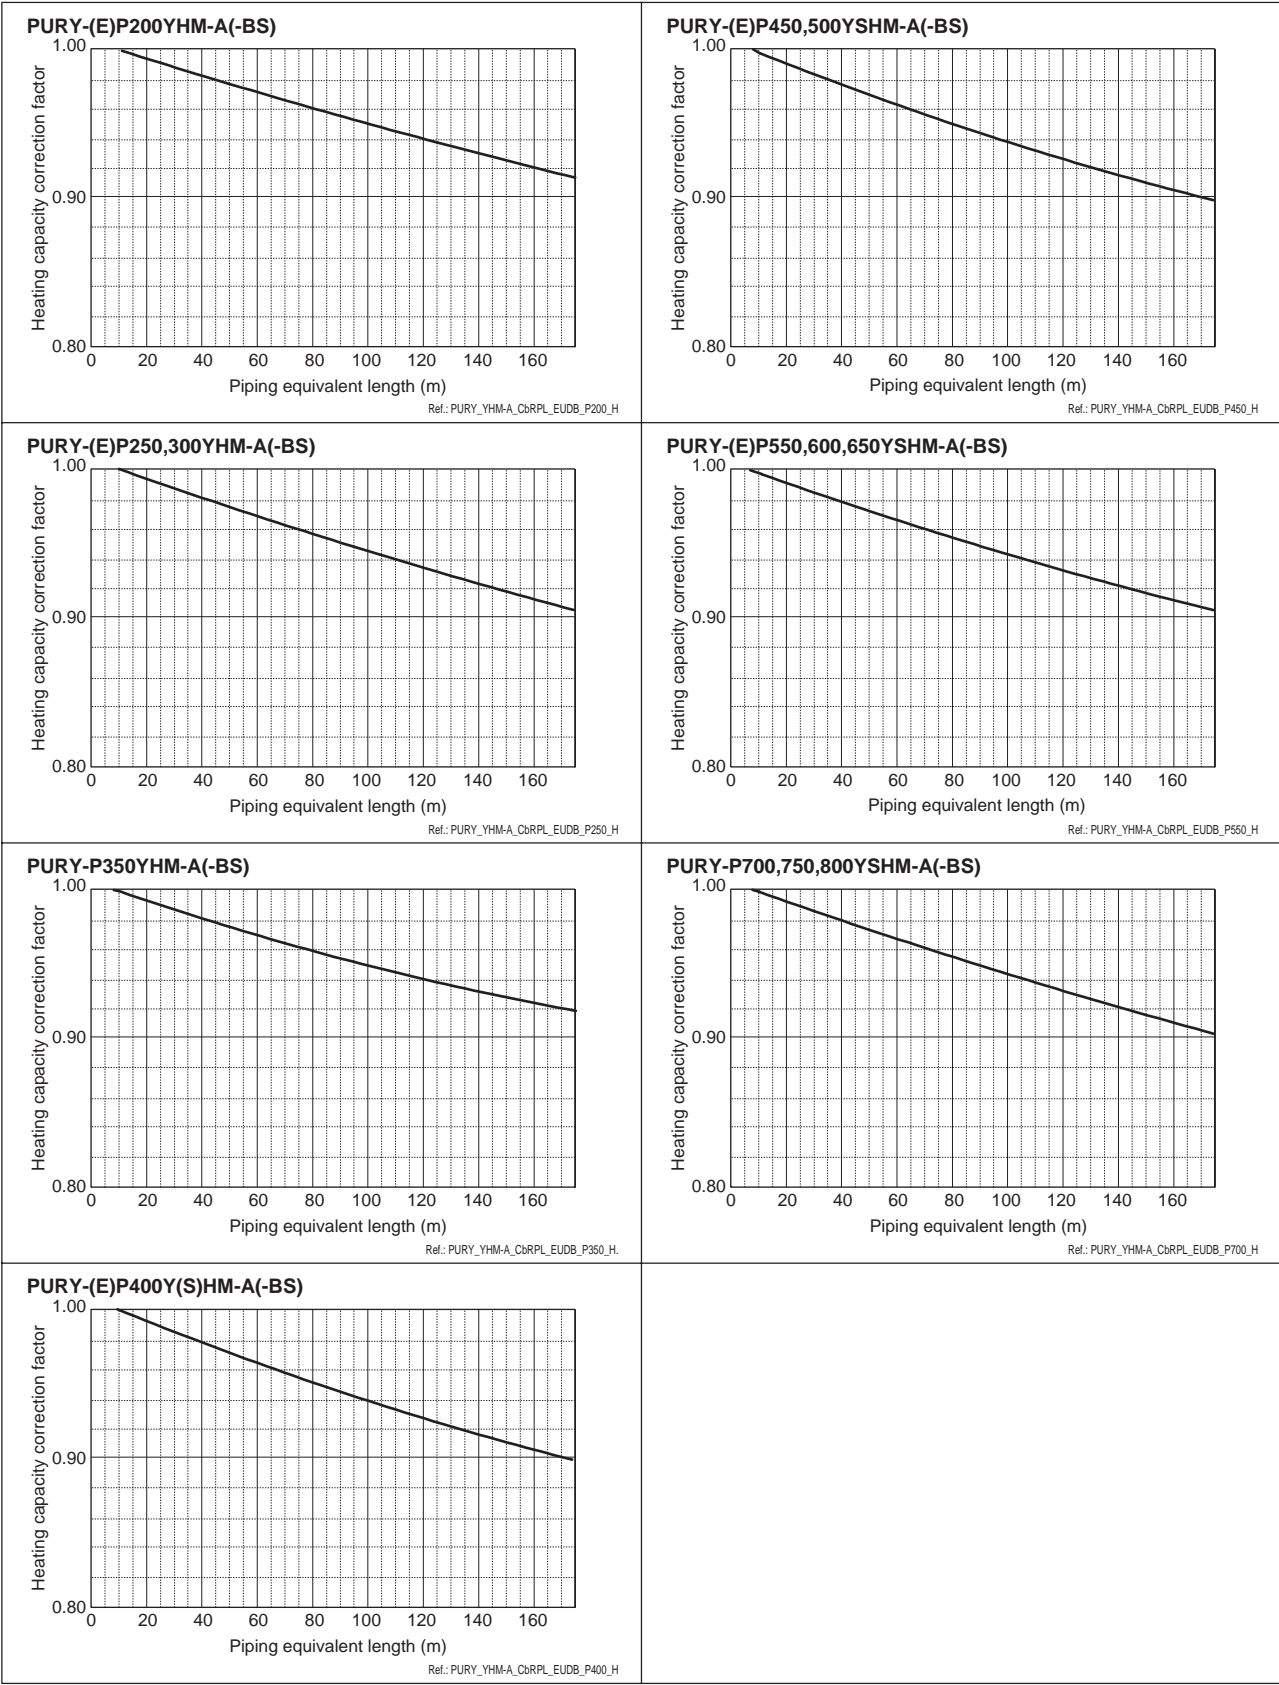 PURY-(E)P200YHM-A(-BS)
Heating capacity correction factor
1.00
0.90
0.80
0 20 40 60 80 100 120 140 160
Piping equivalent length (m)
Ref.: PURY_YHM-A_CbRPL_EUDB_P200_H
PURY-(E)P450,500YSHM-A(-BS)
Heating capacity correction factor
1.00
0.90
0.80
0 20 40 60 80 100 120 140 160
Piping equivalent length (m)
Ref.: PURY_YHM-A_CbRPL_EUDB_P450_H
PURY-(E)P250,300YHM-A(-BS)
Heating capacity correction factor
1.00
0.90
0.80
0 20 40 60 80 100 120 140 160
Piping equivalent length (m)
Ref.: PURY_YHM-A_CbRPL_EUDB_P250_H
PURY-(E)P550,600,650YSHM-A(-BS)
Heating capacity correction factor
1.00
0.90
0.80
0 20 40 60 80 100 120 140 160
Piping equivalent length (m)
Ref.: PURY_YHM-A_CbRPL_EUDB_P550_H
PURY-P350YHM-A(-BS)
Heating capacity correction factor
1.00
0.90
0.80
0 20 40 60 80 100 120 140 160
Piping equivalent length (m)
Ref.: PURY_YHM-A_CbRPL_EUDB_P350_H.
PURY-P700,750,800YSHM-A(-BS)
Heating capacity correction factor
1.00
0.90
0.80
0 20 40 60 80 100 120 140 160
Piping equivalent length (m)
Ref.: PURY_YHM-A_CbRPL_EUDB_P700_H
PURY-(E)P400Y(S)HM-A(-BS)
Heating capacity correction factor
1.00
0.90
0.80
0 20 40 60 80 100 120 140 160
Piping equivalent length (m)
Ref.: PURY_YHM-A_CbRPL_EUDB_P400_H